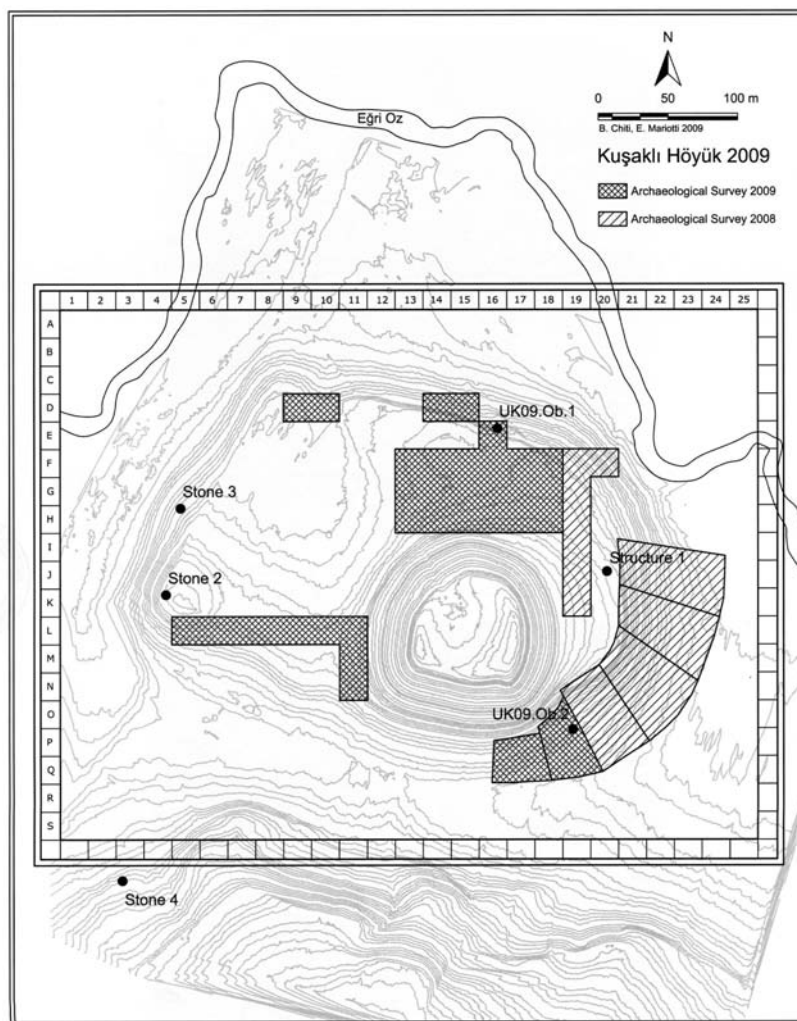 N
0 50 100 m
B. Chiti, E. Mariotti 2009
Kuşaklı Höyük 2009
Archaeological Survey 2009
Archaeological Survey 2008
Eğri Oz
1 2 3 4 5 6 7 8 9 10 11 12 13 14 15 16 17 18 19 20 21 22 23 24 25
A
B
C
D
E
F
G
H
I
J
K
L
M
N
O
P
Q
R
S
UK09.Ob.1
Stone 3
Structure 1
Stone 2
UK09.Ob.2
Stone 4